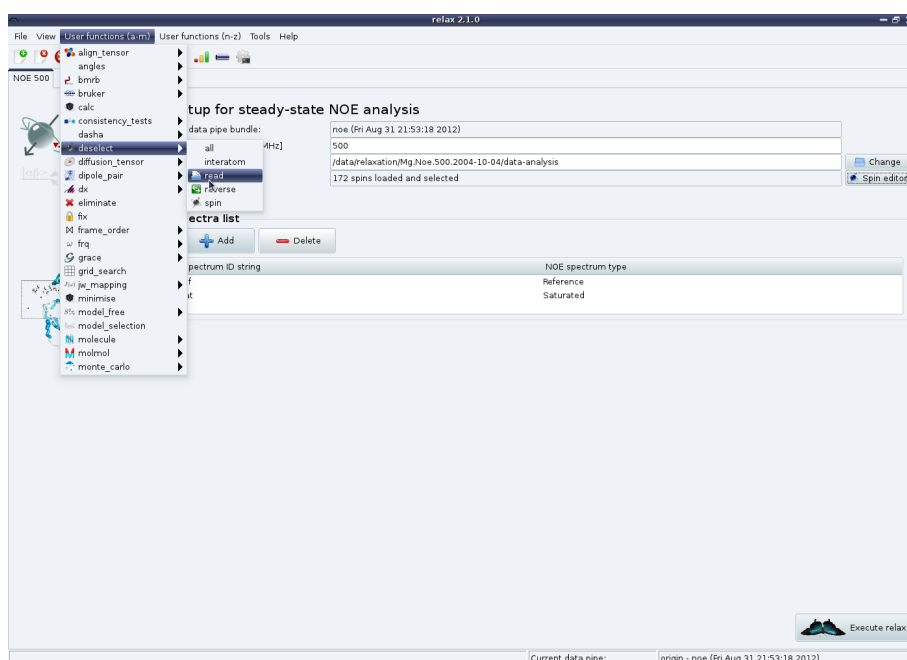 relax 2.1.0
File View User functions (a-m) User functions (n-z) Tools Help
NOE 500
align_tensor
angles
bmrb
bruker
calc
consistency_tests
dasha
deselect
diffusion_tensor
dipole_pair
dx
eliminate
fix
frame_order
frq
grace
grid_search
jw_mapping
minimise
model_free
model_selection
molecule
molmol
monte_carlo
all
interatom
read
reverse
spin
tup for steady-state NOE analysis
data pipe bundle: noe (Fri Aug 31 21:53:18 2012)
MHz] 500
/data/relaxation/Mg.Noe.500.2004-10-04/data-analysis Change
172 spins loaded and selected Spin editor
ectra list
Add Delete
pectrum ID string NOE spectrum type
f Reference
at Saturated
Execute relax
Current data pipe: origin - noe (Fri Aug 31 21:53:18 2012)